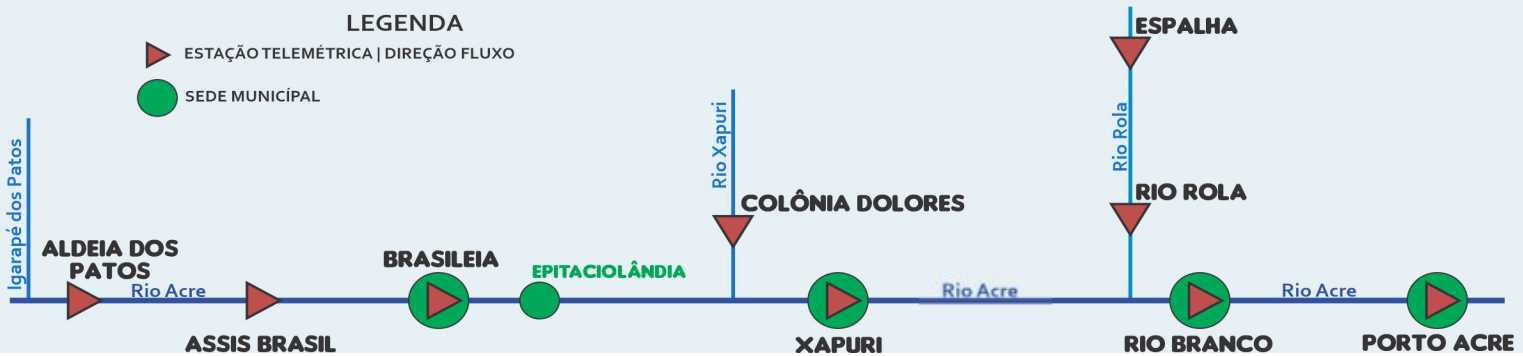 LEGENDA
ESTAÇÃO TELEMÉTRICA | DIREÇÃO FLUXO
SEDE MUNICÍPAL
Igarapé dos Patos
ALDEIA DOS
PATOS
Rio Acre
ASSIS BRASIL
BRASILEIA
EPITACIOLÂNDIA
Rio Xapuri
COLÔNIA DOLORES
XAPURI
Rio Acre
ESPALHA
Rio Rola
RIO ROLA
RIO BRANCO
Rio Acre
PORTO ACRE